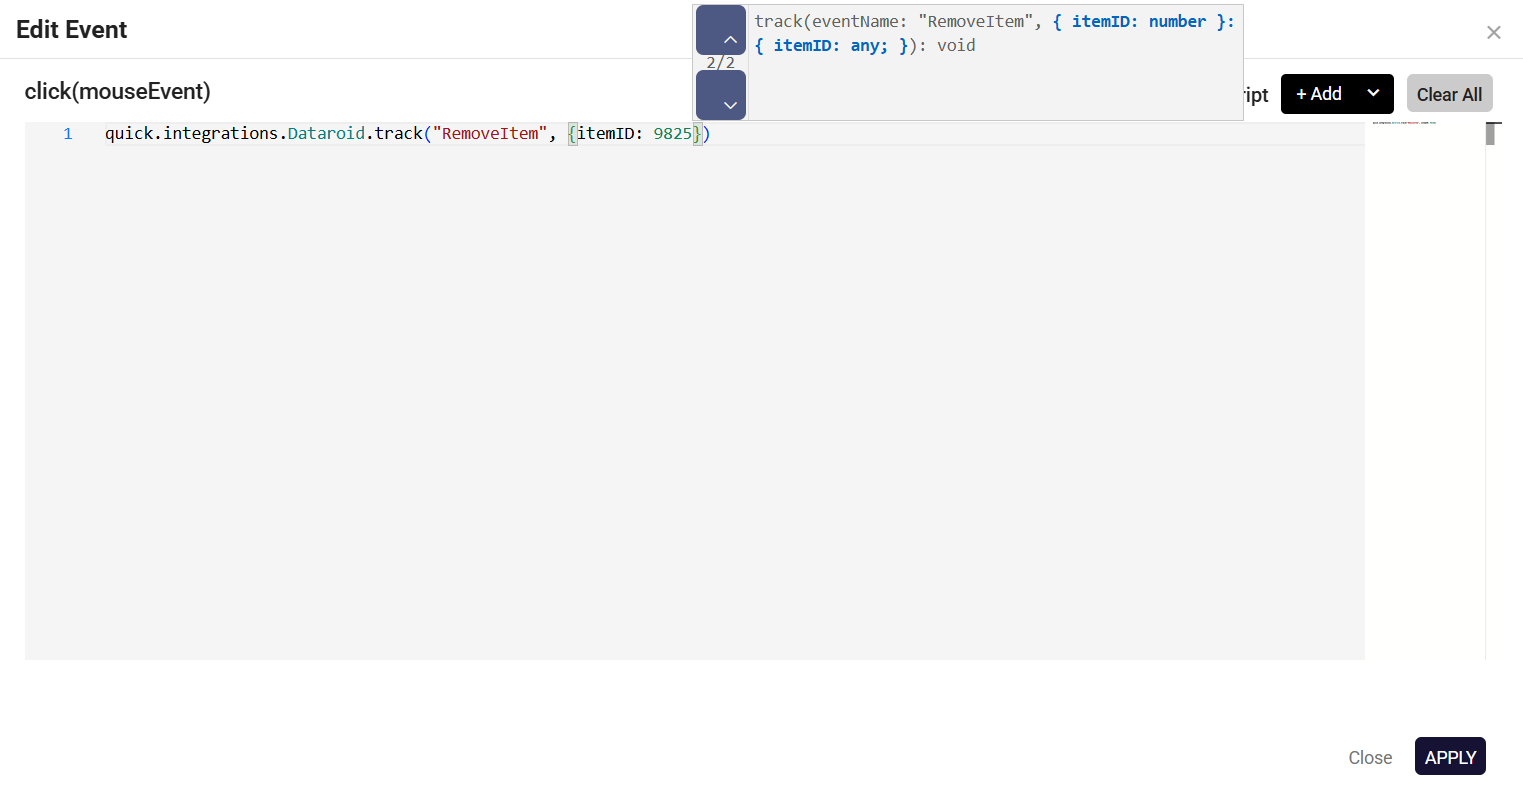 Edit Event
track(eventName: "RemoveItem", { itemID: number }:
{ itemID: any; }): void
2/2
click(mouseEvent)
ipt
+ Add
Clear All
1
quick.integrations.Dataroid.track("RemoveItem", {itemID: 9825})
Close
APPLY